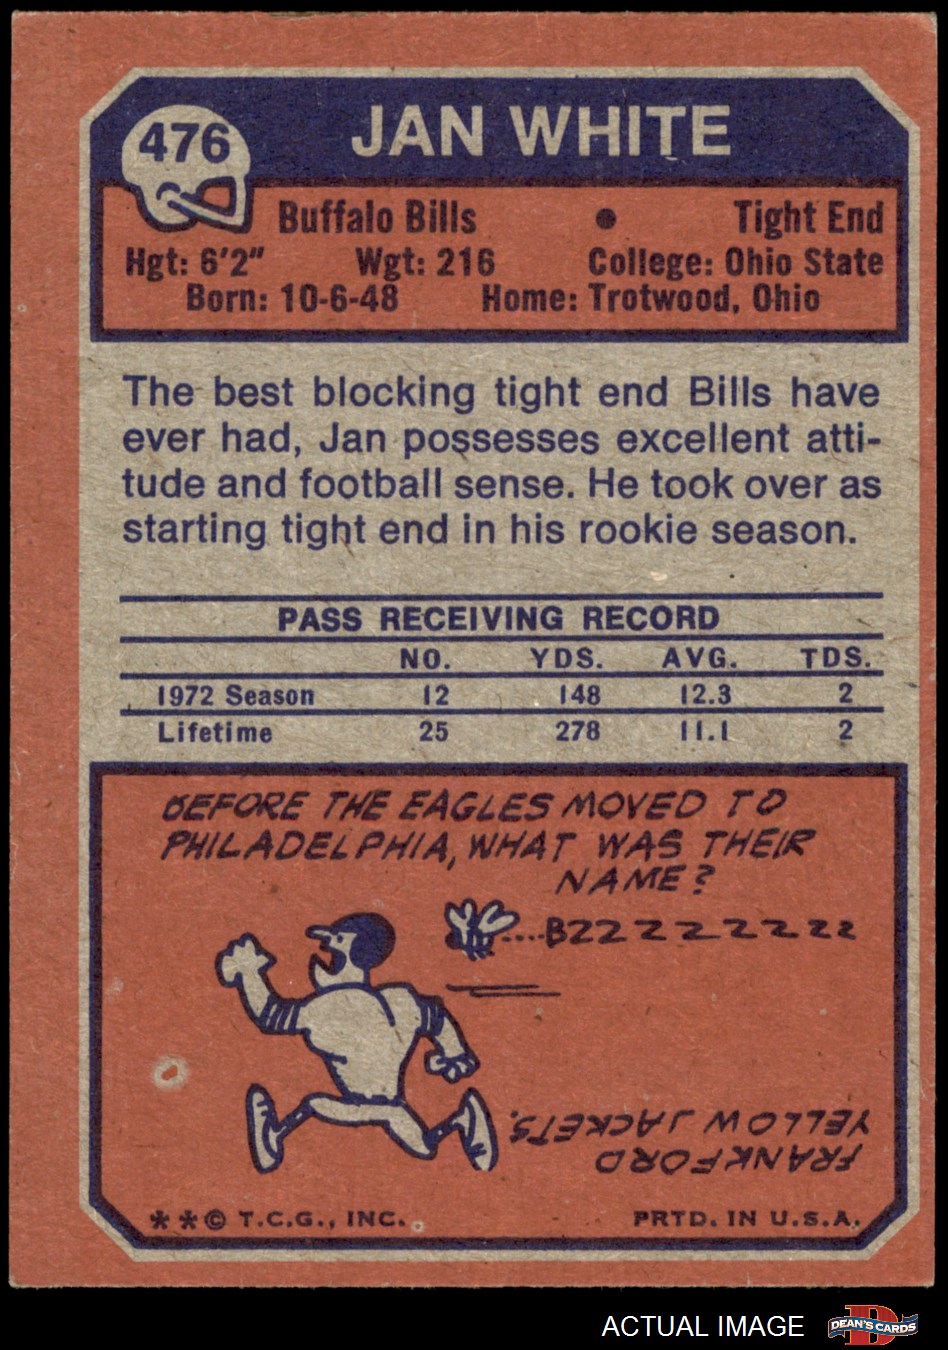 476
JAN WHITE
Buffalo Bills • Tight End
Hgt: 6'2" Wgt: 216 College: Ohio State
Born: 10-6-48 Home: Trotwood, Ohio
The best blocking tight end Bills have
ever had, Jan possesses excellent atti-
tude and football sense. He took over as
starting tight end in his rookie season.
PASS RECEIVING RECORD
NO. YDS. AVG. TDS.
1972 Season 12 148 12.3 2
Lifetime 25 278 11.1 2
BEFORE THE EAGLES MOVED TO
PHILADELPHIA, WHAT WAS THEIR
NAME?
....BZZZZZZZZZ
FRANKFORD
YELLOW JACKETS.
**© T.C.G., INC. PRTD. IN U.S.A.
ACTUAL IMAGE
D
DEAN'S CARDS